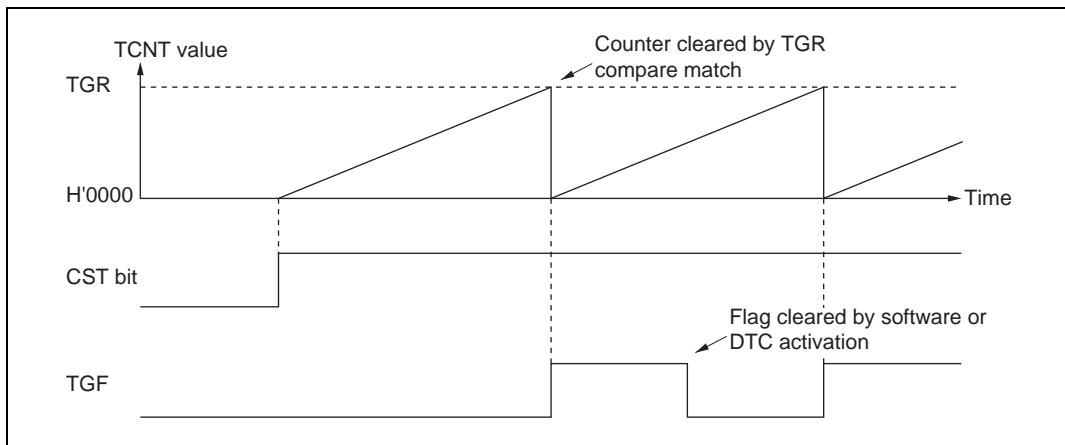 TCNT value
Counter cleared by TGR
compare match
TGR
H'0000
Time
CST bit
Flag cleared by software or
DTC activation
TGF